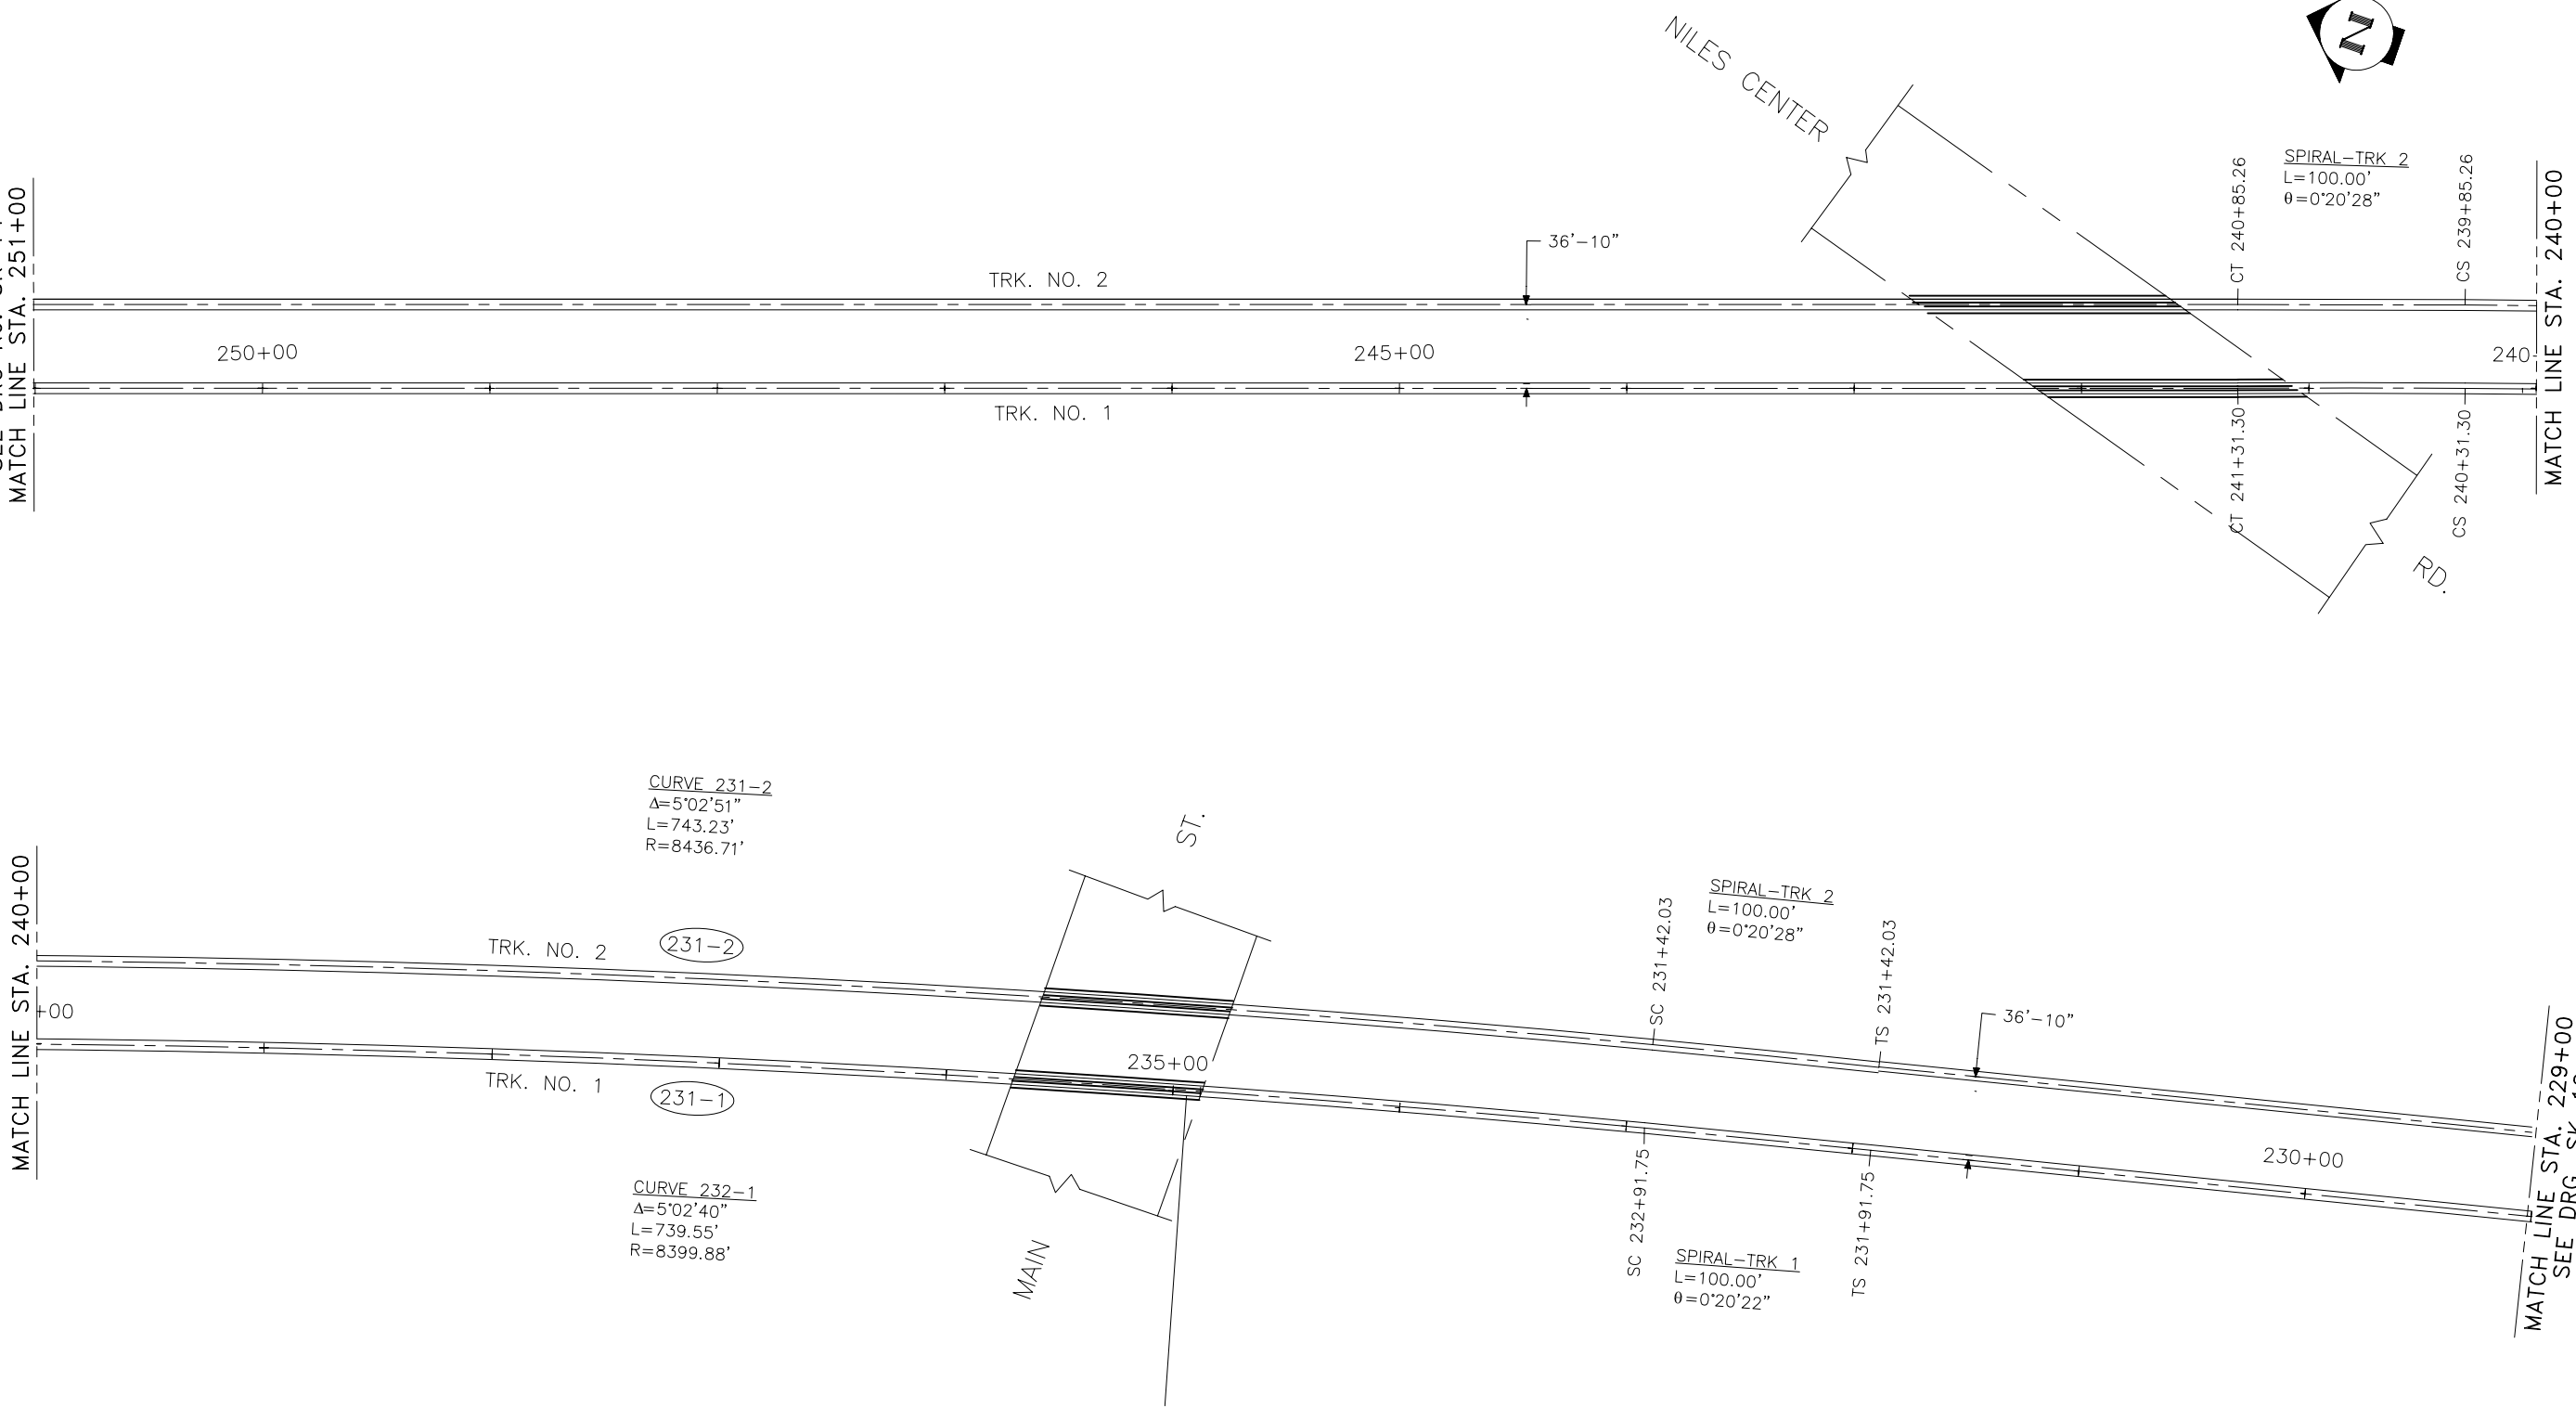 N
NILES CENTER
RD.
SPIRAL-TRK 2
L=100.00'
θ=0°20'28"
CT 240+85.26
CS 239+85.26
MATCH LINE STA. 240+00
MATCH LINE STA. 251+00
36'-10"
TRK. NO. 2
250+00
245+00
240-
TRK. NO. 1
CT 241+31.30
CS 240+31.30
CURVE 231-2
Δ=5°02'51"
L=743.23'
R=8436.71'
ST.
MATCH LINE STA. 240+00
TRK. NO. 2
231-2
SPIRAL-TRK 2
L=100.00'
θ=0°20'28"
SC 231+42.03
TS 231+42.03
36'-10"
+00
235+00
TRK. NO. 1
231-1
230+00
MATCH LINE STA. 229+00
SEE DRG SK
CURVE 232-1
Δ=5°02'40"
L=739.55'
R=8399.88'
MAIN
SC 232+91.75
TS 231+91.75
SPIRAL-TRK 1
L=100.00'
θ=0°20'22"